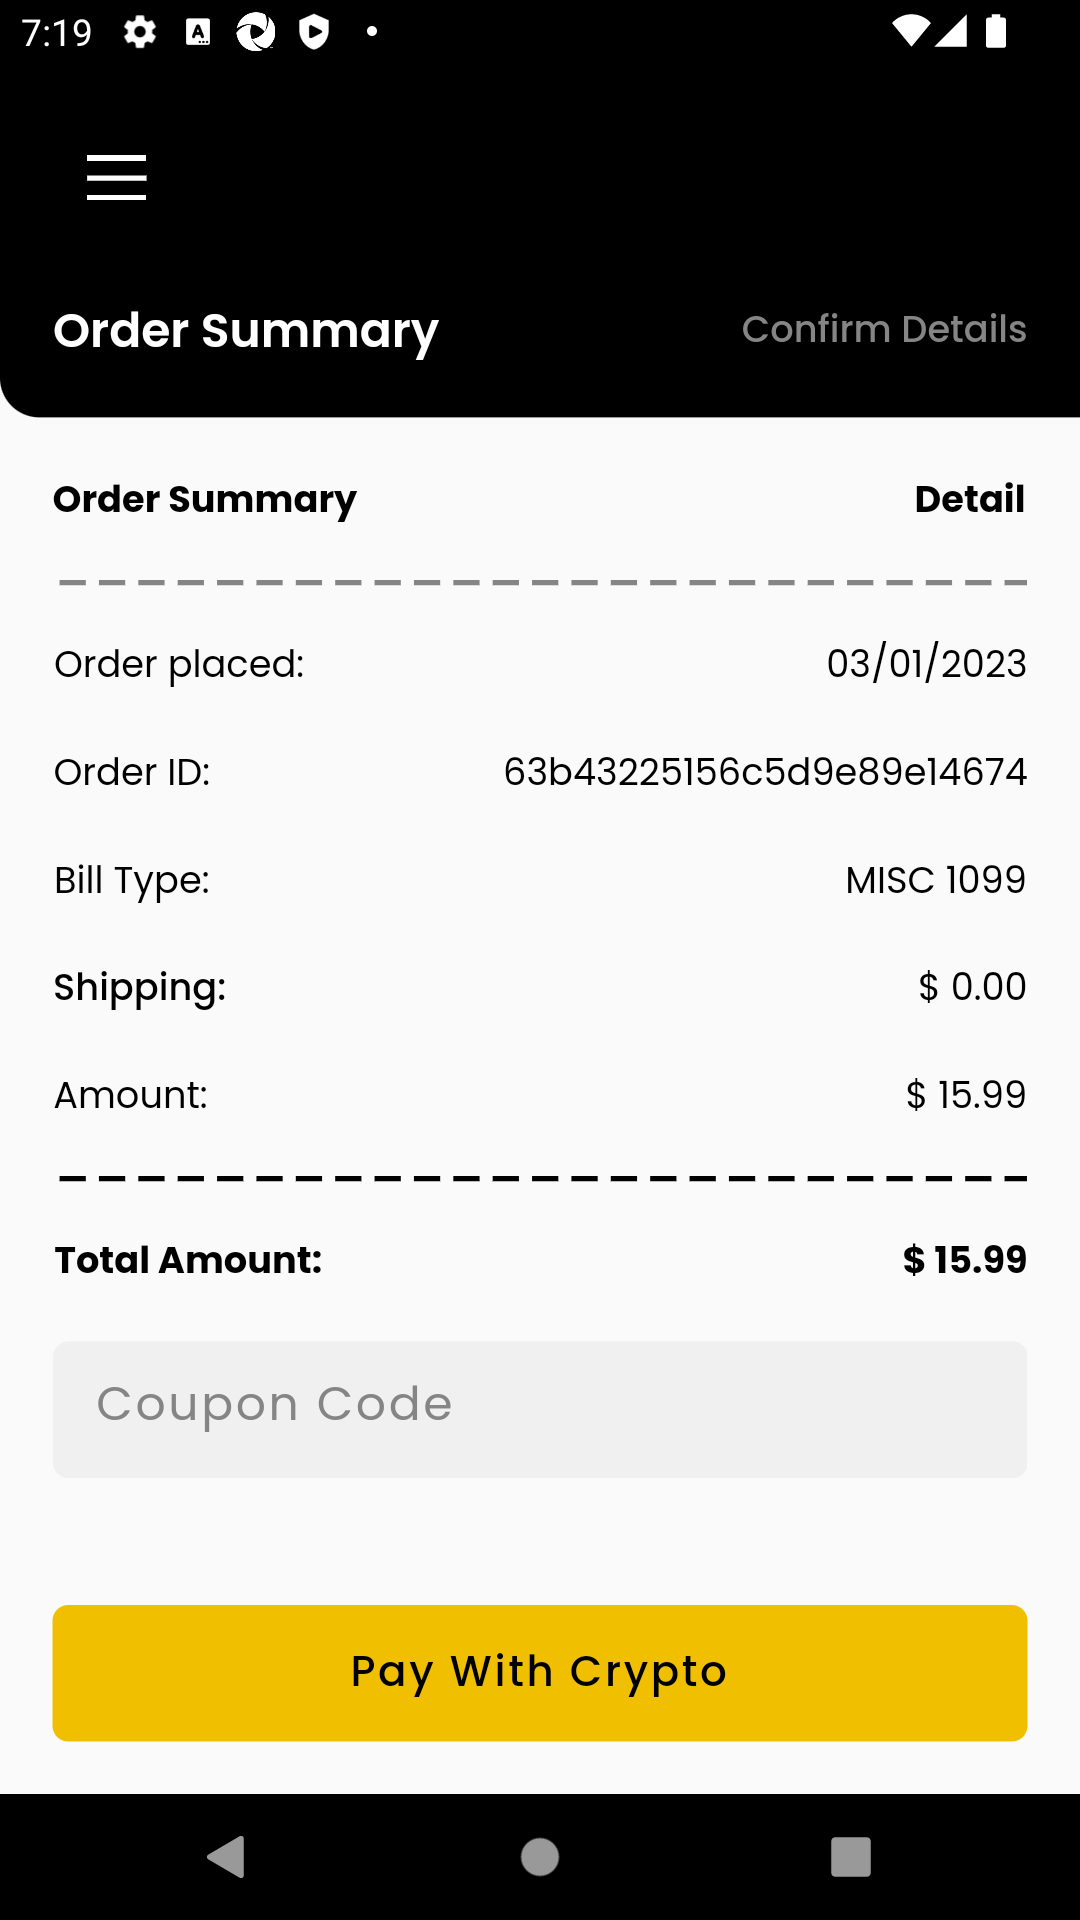 7:19
Order Summary Confirm Details
Order Summary Detail
Order placed: 03/01/2023
Order ID: 63b43225156c5d9e89e14674
Bill Type: MISC 1099
Shipping: $ 0.00
Amount: $ 15.99
Total Amount: $ 15.99
Coupon Code
Pay With Crypto